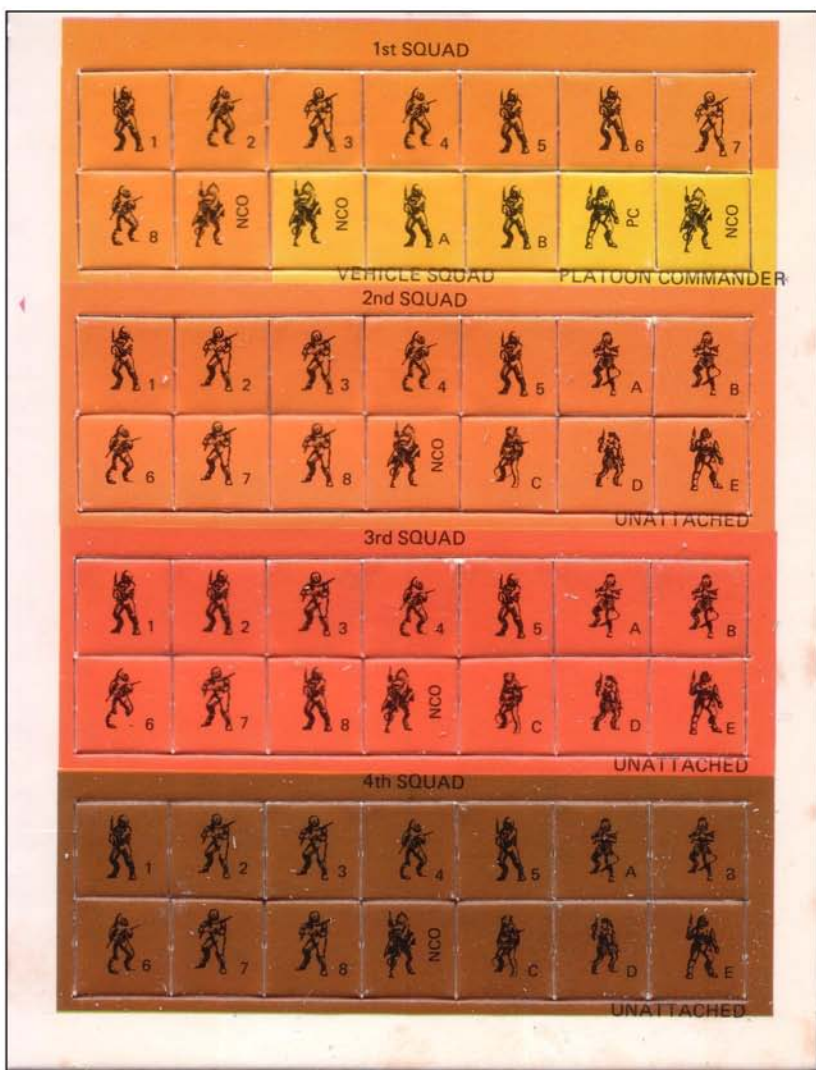 1st SQUAD
1 2 3 4 5 6 7
8 NCO NCO A B PC NCO
VEHICLE SQUAD PLATOON COMMANDER
2nd SQUAD
1 2 3 4 5 A B
6 7 8 NCO C D E
UNATTACHED
3rd SQUAD
1 2 3 4 5 A B
6 7 8 NCO C D E
UNATTACHED
4th SQUAD
1 2 3 4 5 A B
6 7 8 NCO C D E
UNATTACHED